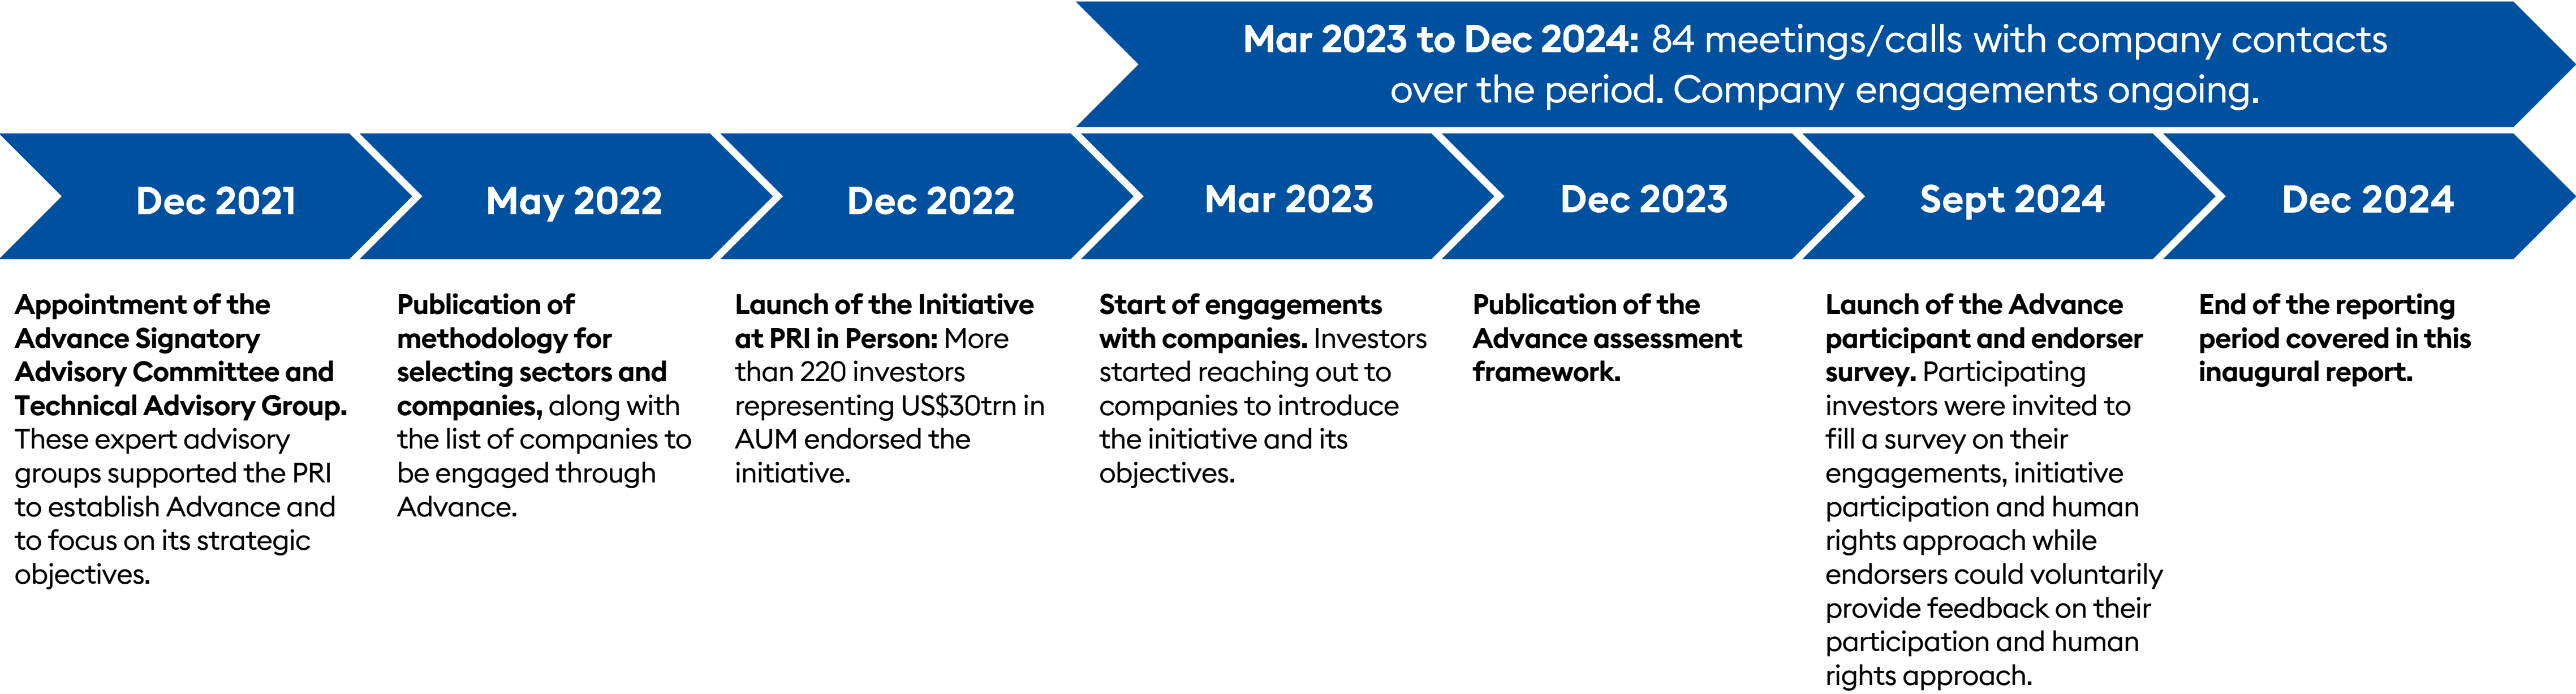 Mar 2023 to Dec 2024: 84 meetings/calls with company contacts
over the period. Company engagements ongoing.
Dec 2021
May 2022
Dec 2022
Mar 2023
Dec 2023
Sept 2024
Dec 2024
Appointment of the
Advance Signatory
Advisory Committee and
Technical Advisory Group.
These expert advisory
groups supported the PRI
to establish Advance and
to focus on its strategic
objectives.
Publication of
methodology for
selecting sectors and
companies, along with
the list of companies to
be engaged through
Advance.
Launch of the Initiative
at PRI in Person: More
than 220 investors
representing US$30trn in
AUM endorsed the
initiative.
Start of engagements
with companies. Investors
started reaching out to
companies to introduce
the initiative and its
objectives.
Publication of the
Advance assessment
framework.
Launch of the Advance
participant and endorser
survey. Participating
investors were invited to
fill a survey on their
engagements, initiative
participation and human
rights approach while
endorsers could voluntarily
provide feedback on their
participation and human
rights approach.
End of the reporting
period covered in this
inaugural report.